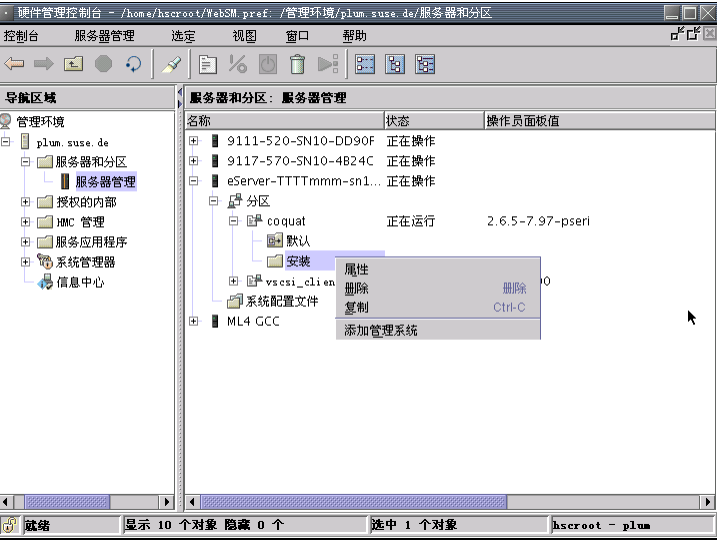 硬件管理控制台 - /home/hscroot/WebSM.pref: /管理环境/plum.suse.de/服务器和分区
控制台 服务器管理 选定 视图 窗口 帮助
导航区域
管理环境
plum.suse.de
服务器和分区
服务器管理
授权的内部
HMC 管理
服务应用程序
系统管理器
信息中心
服务器和分区: 服务器管理
名称 状态 操作员面板值
9111-520-SN10-DD90F 正在操作
9117-570-SN10-4B24C 正在操作
eServer-TTTTmmm-sn1... 正在操作
分区
coquat 正在运行 2.6.5-7.97-pseri
默认
安装
vscsi_clien
系统配置文件
ML4 GCC
属性
删除 删除
复制 Ctrl-C
添加管理系统
就绪 显示 10 个对象 隐藏 0 个 选中 1 个对象 hscroot - plum